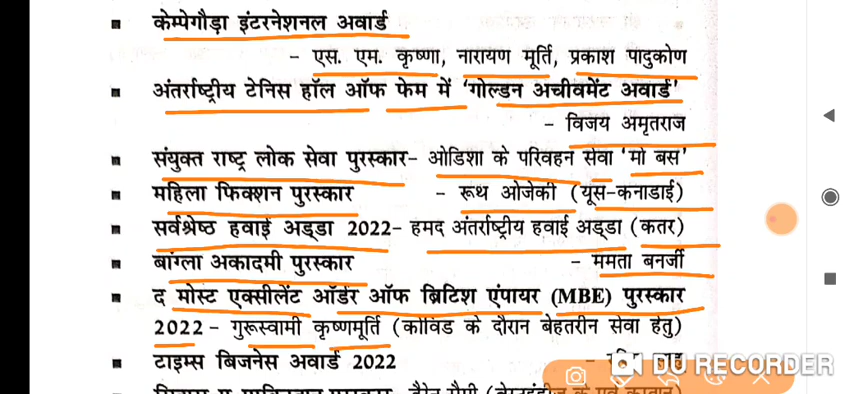 ▪ केम्पेगौड़ा इंटरनेशनल अवार्ड
- एस. एम. कृष्णा, नारायण मूर्ति, प्रकाश पादुकोण
▪ अंतर्राष्ट्रीय टेनिस हॉल ऑफ फेम में 'गोल्डन अचीवमेंट अवार्ड'
- विजय अमृतराज
▪ संयुक्त राष्ट्र लोक सेवा पुरस्कार- ओडिशा के परिवहन सेवा 'मो बस'
▪ महिला फिक्शन पुरस्कार - रूथ ओजेकी (यूस-कनाडाई)
▪ सर्वश्रेष्ठ हवाई अड्डा 2022- हमद अंतर्राष्ट्रीय हवाई अड्डा (कतर)
▪ बांग्ला अकादमी पुरस्कार - ममता बनर्जी
▪ द मोस्ट एक्सीलेंट ऑर्डर ऑफ ब्रिटिश एंपायर (MBE) पुरस्कार
2022- गुरूस्वामी कृष्णमूर्ति (कोविड के दौरान बेहतरीन सेवा हेतु)
▪ टाइम्स बिजनेस अवार्ड 2022 -
DU RECORDER